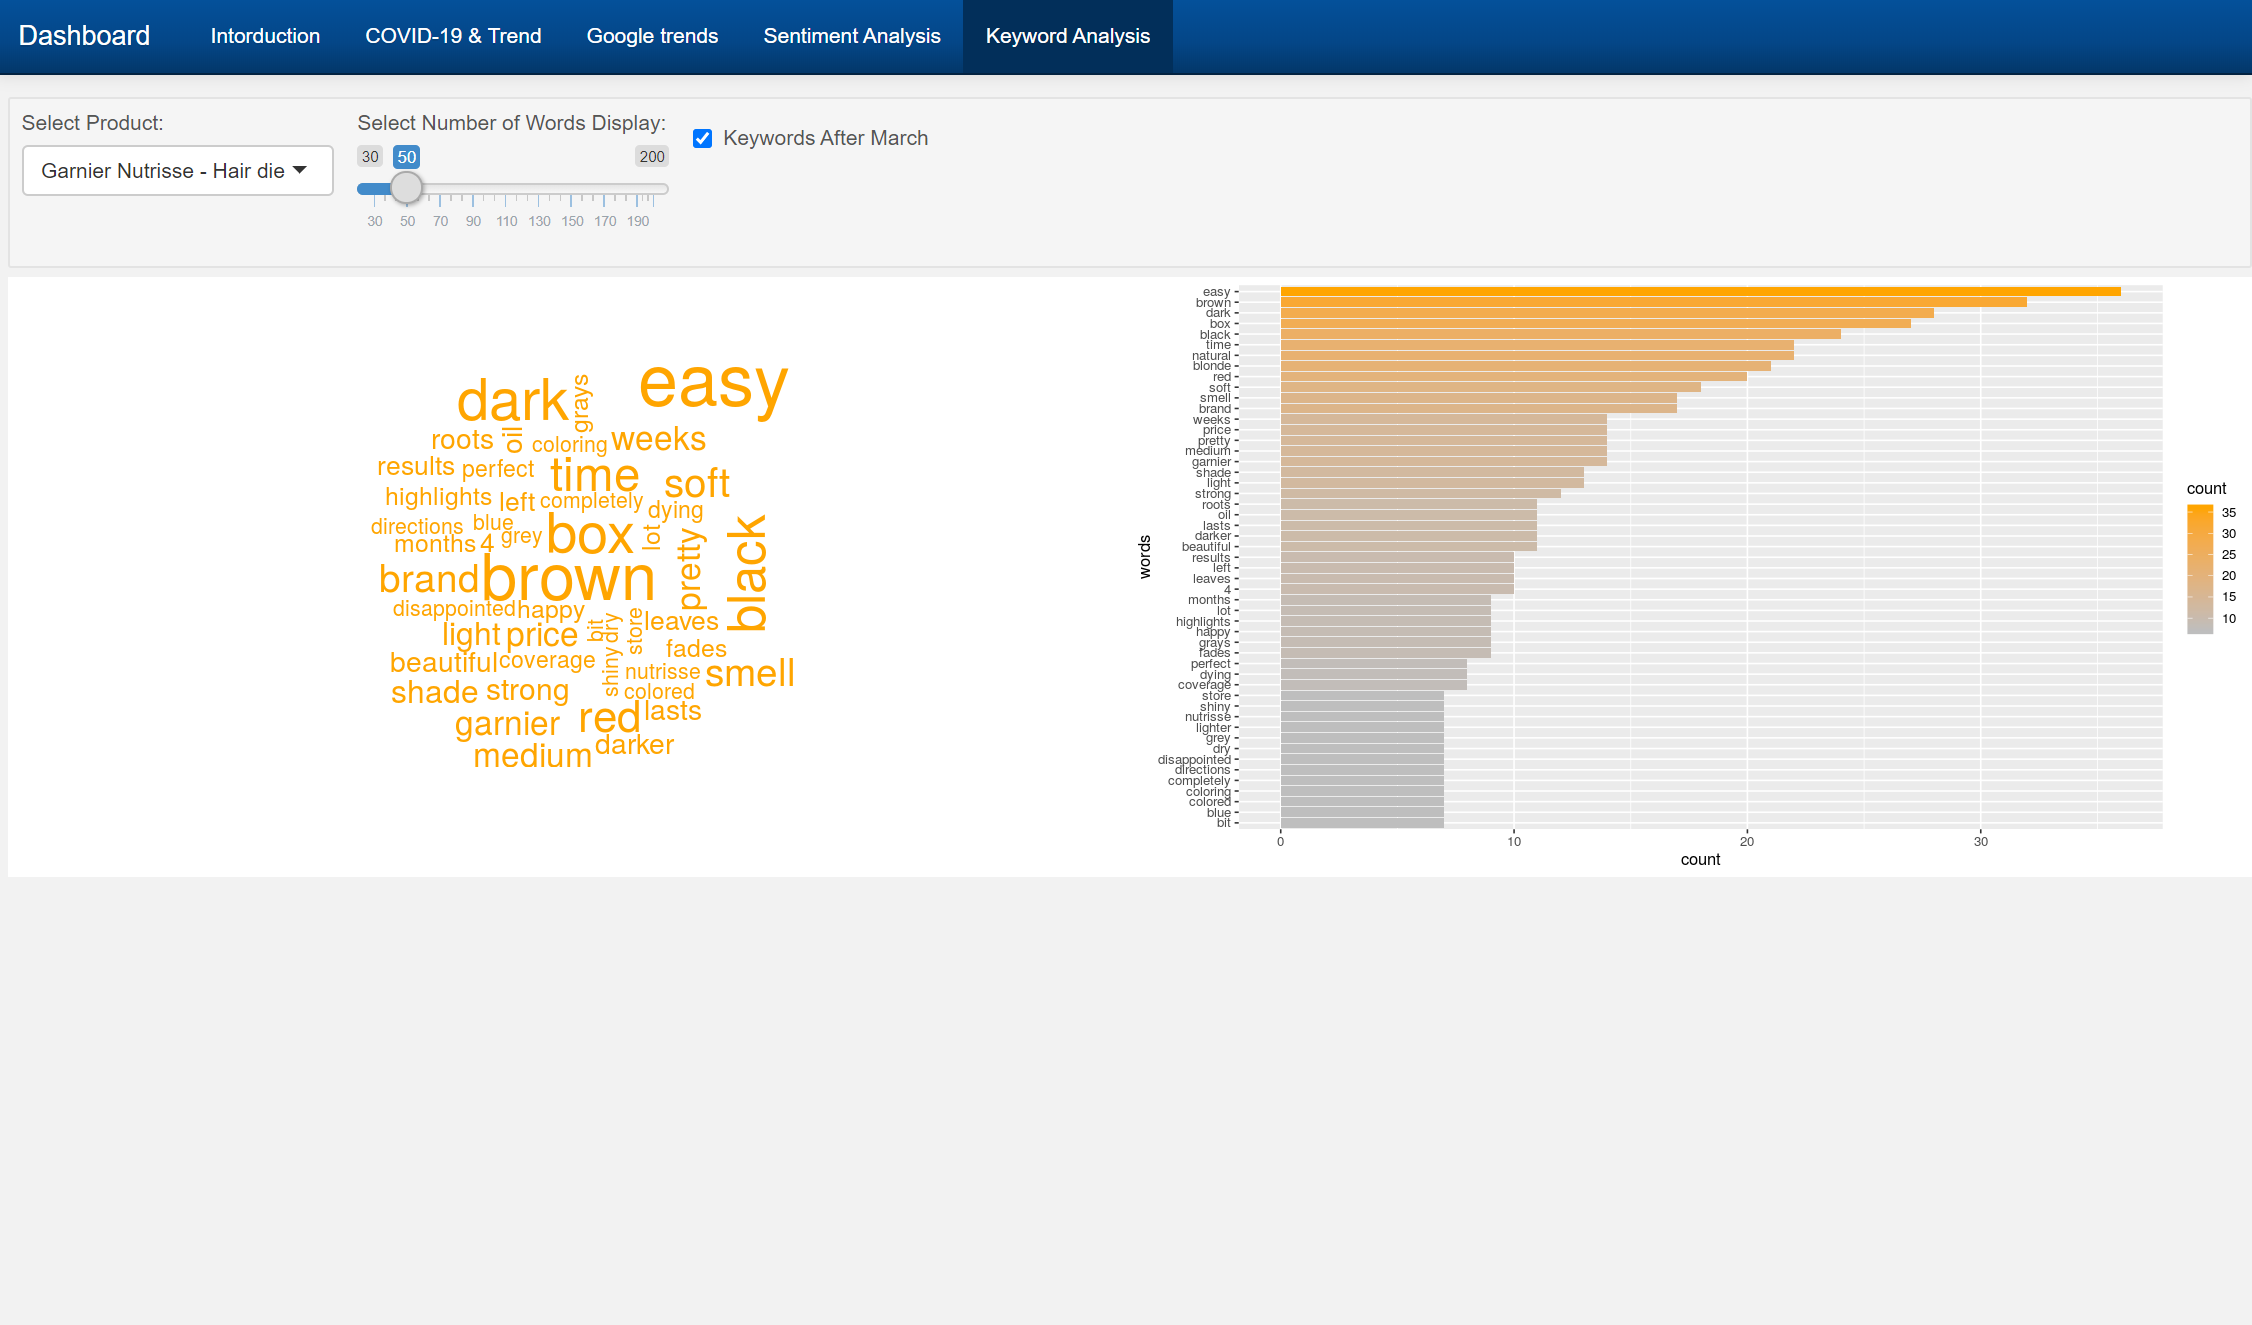 Dashboard Intorduction COVID-19 & Trend Google trends Sentiment Analysis Keyword Analysis
Select Product:
Garnier Nutrisse - Hair die
Select Number of Words Display:
30 50 200
30 50 70 90 110 130 150 170 190
Keywords After March
easy
dark
grays
roots
oil
coloring
weeks
results
perfect
time
soft
highlights
left
completely
dying
directions
blue
grey
box
lot
months
4
pretty
black
brand
brown
disappointed
happy
bit
dry
store
leaves
light
price
fades
beautiful
coverage
shiny
nutrisse
smell
shade
strong
colored
garnier
red
lasts
medium
darker
words
easy
brown
dark
box
black
time
natural
blonde
red
soft
smell
brand
weeks
price
pretty
medium
garnier
shade
light
strong
roots
oil
lasts
darker
beautiful
results
left
leaves
4
months
lot
highlights
happy
grays
fades
perfect
dying
coverage
store
shiny
nutrisse
lighter
grey
dry
disappointed
directions
completely
coloring
colored
blue
bit
0 10 20 30
count
count
35
30
25
20
15
10